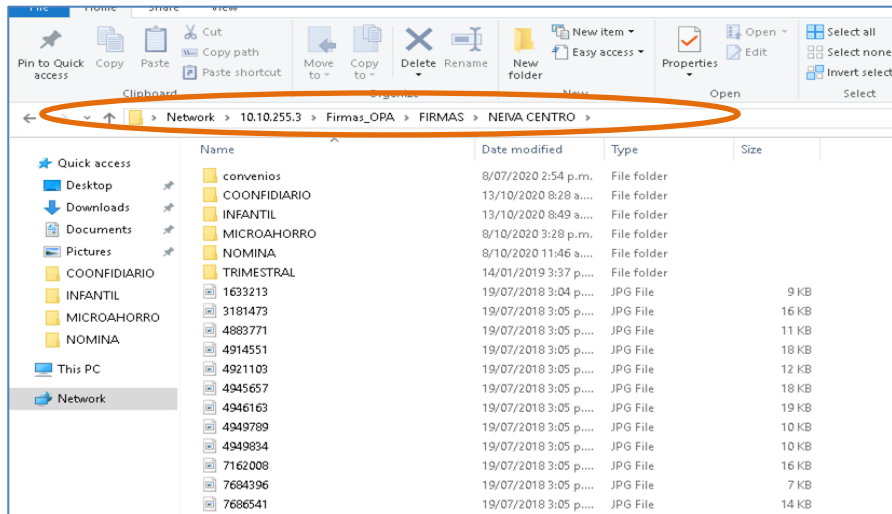 File Home Share View
Pin to Quick access
Copy
Paste
Cut
Copy path
Paste shortcut
Clipboard
Move to
Copy to
Delete
Rename
Organize
New folder
New item
Easy access
New
Properties
Open
Edit
Open
Select all
Select none
Invert select
Select
Network > 10.10.255.3 > Firmas_OPA > FIRMAS > NEIVA CENTRO >
Quick access
Desktop
Downloads
Documents
Pictures
COONFIDIARIO
INFANTIL
MICROAHORRO
NOMINA
This PC
Network
Name Date modified Type Size
convenios 8/07/2020 2:54 p.m. File folder
COONFIDIARIO 13/10/2020 8:28 a.... File folder
INFANTIL 13/10/2020 8:49 a.... File folder
MICROAHORRO 8/10/2020 3:28 p.m. File folder
NOMINA 8/10/2020 11:46 a.... File folder
TRIMESTRAL 14/01/2019 3:37 p.... File folder
1633213 19/07/2018 3:04 p.... JPG File 9 KB
3181473 19/07/2018 3:05 p.... JPG File 16 KB
4883771 19/07/2018 3:05 p.... JPG File 11 KB
4914551 19/07/2018 3:05 p.... JPG File 18 KB
4921103 19/07/2018 3:05 p.... JPG File 12 KB
4945657 19/07/2018 3:05 p.... JPG File 18 KB
4946163 19/07/2018 3:05 p.... JPG File 19 KB
4949789 19/07/2018 3:05 p.... JPG File 10 KB
4949834 19/07/2018 3:05 p.... JPG File 10 KB
7162008 19/07/2018 3:05 p.... JPG File 16 KB
7684396 19/07/2018 3:05 p.... JPG File 7 KB
7686541 19/07/2018 3:05 p.... JPG File 14 KB